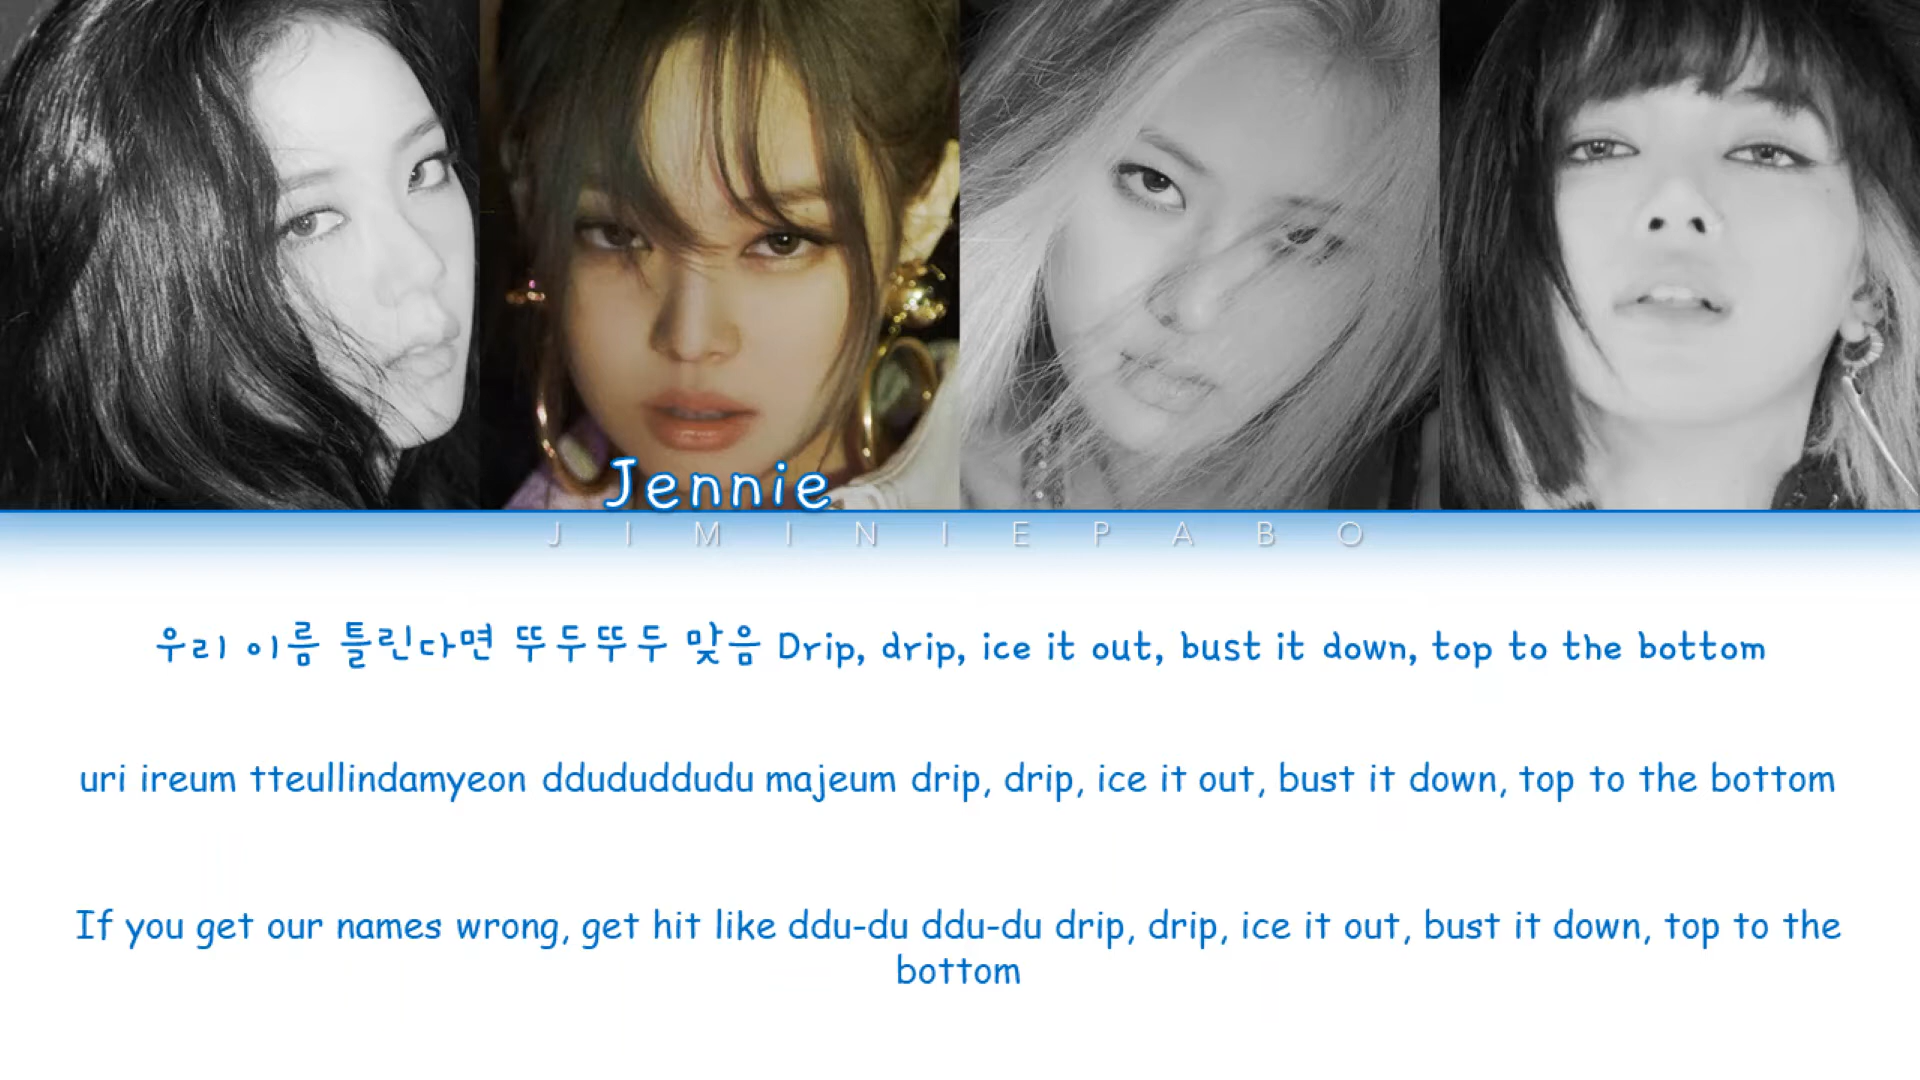 Jennie
JIMINIEPABO
우리 이름 틀린다면 뚜두뚜두 맞음 Drip, drip, ice it out, bust it down, top to the bottom
uri ireum tteullindamyeon ddududdudu majeum drip, drip, ice it out, bust it down, top to the bottom
If you get our names wrong, get hit like ddu-du ddu-du drip, drip, ice it out, bust it down, top to the
bottom